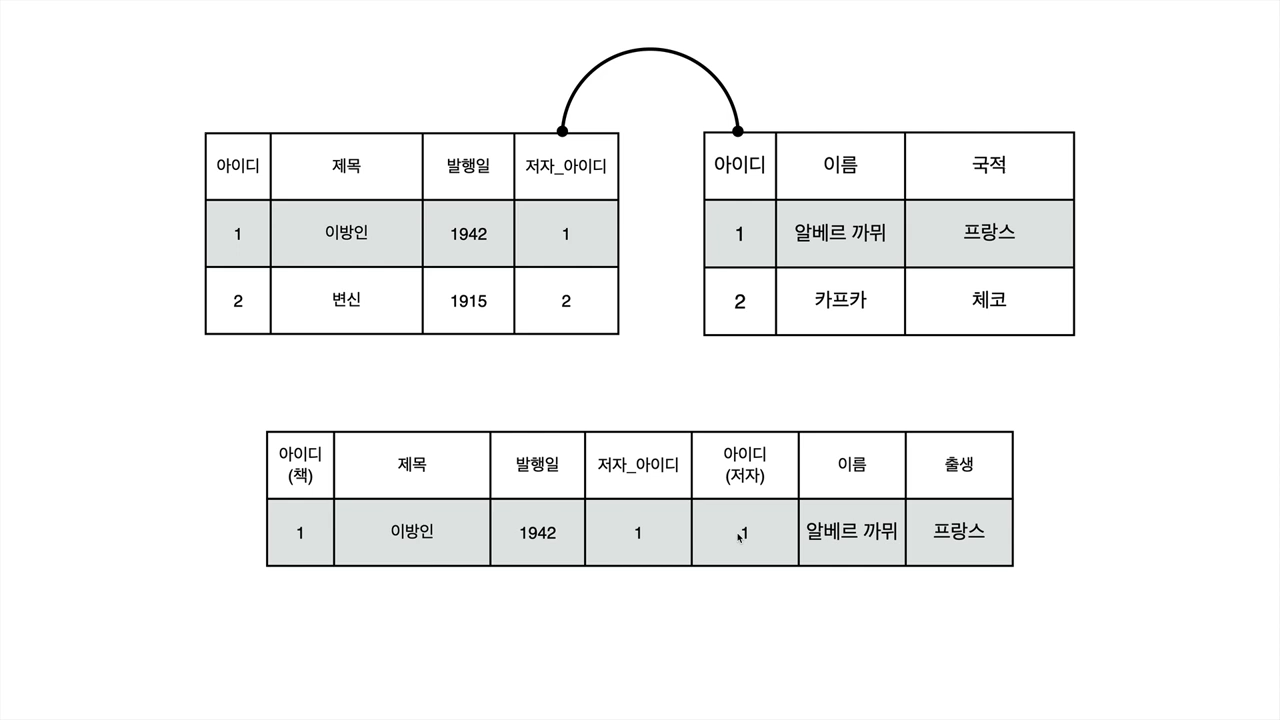 아이디 제목 발행일 저자_아이디
1 이방인 1942 1
2 변신 1915 2
아이디 이름 국적
1 알베르 까뮈 프랑스
2 카프카 체코
아이디
(책)
제목 발행일 저자_아이디
아이디
(저자)
이름 출생
1 이방인 1942 1 1 알베르 까뮈 프랑스